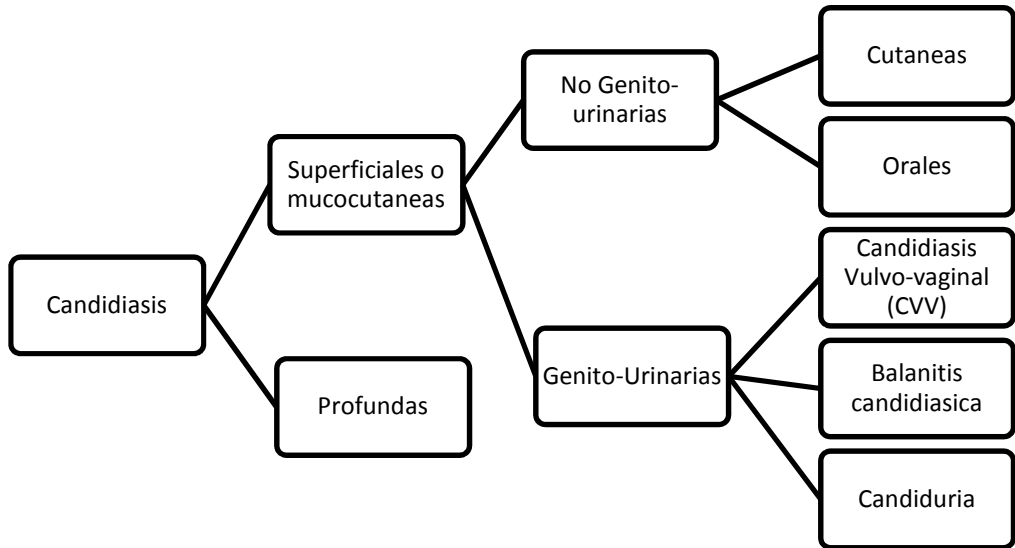 Candidiasis
Superficiales o
mucocutaneas
Profundas
No Genito-
urinarias
Genito-Urinarias
Cutaneas
Orales
Candidiasis
Vulvo-vaginal
(CVV)
Balanitis
candidiasica
Candiduria